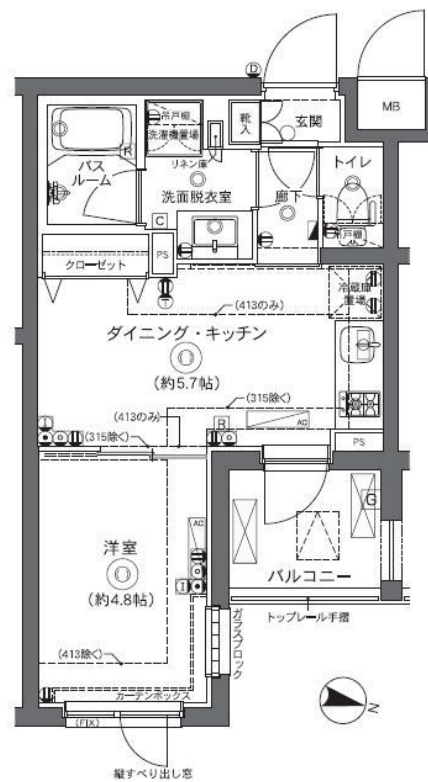 D
MB
吊戸棚
洗濯機置場
靴入
玄関
R
バス
ルーム
リネン庫
トイレ
洗面脱衣室
廊下
C
吊戸棚
PS
クローゼット
冷蔵庫
置場
(413のみ)
ダイニング・キッチン
(約5.7帖)
(315除く)
(413のみ)
AC
(315除く)
R
PS
G
AC
洋室
(約4.8帖)
バルコニー
トップレール手摺
ガラスブロック
(413除く)
カーテンボックス
(FIX)
N
縦すべり出し窓